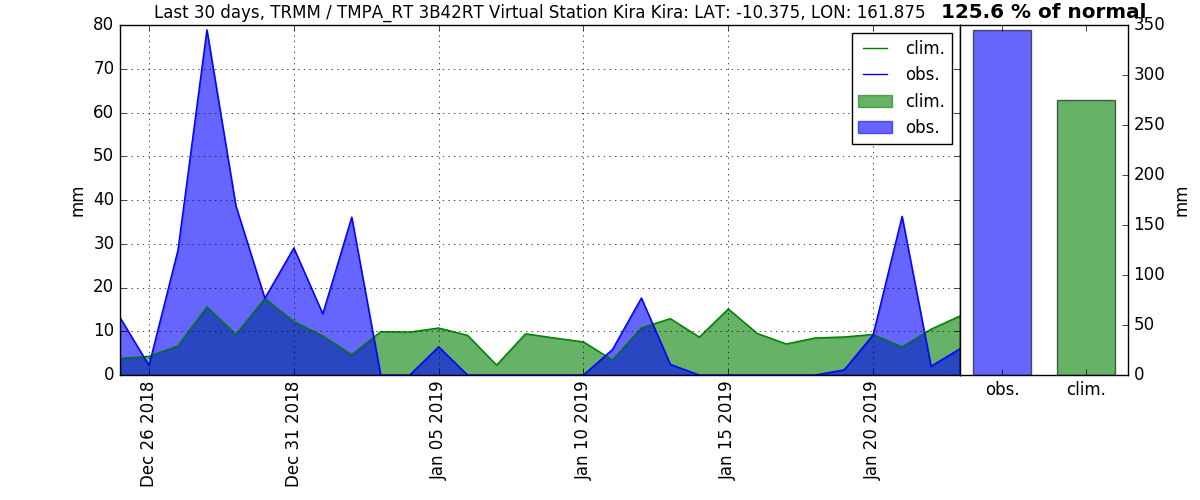 Last 30 days, TRMM / TMPA_RT 3B42RT Virtual Station Kira Kira: LAT: -10.375, LON: 161.875
125.6 % of normal
80
70
60
50
40
30
20
10
0
mm
clim.
obs.
clim.
obs.
Dec 26 2018
Dec 31 2018
Jan 05 2019
Jan 10 2019
Jan 15 2019
Jan 20 2019
350
300
250
200
150
100
50
0
mm
obs.
clim.